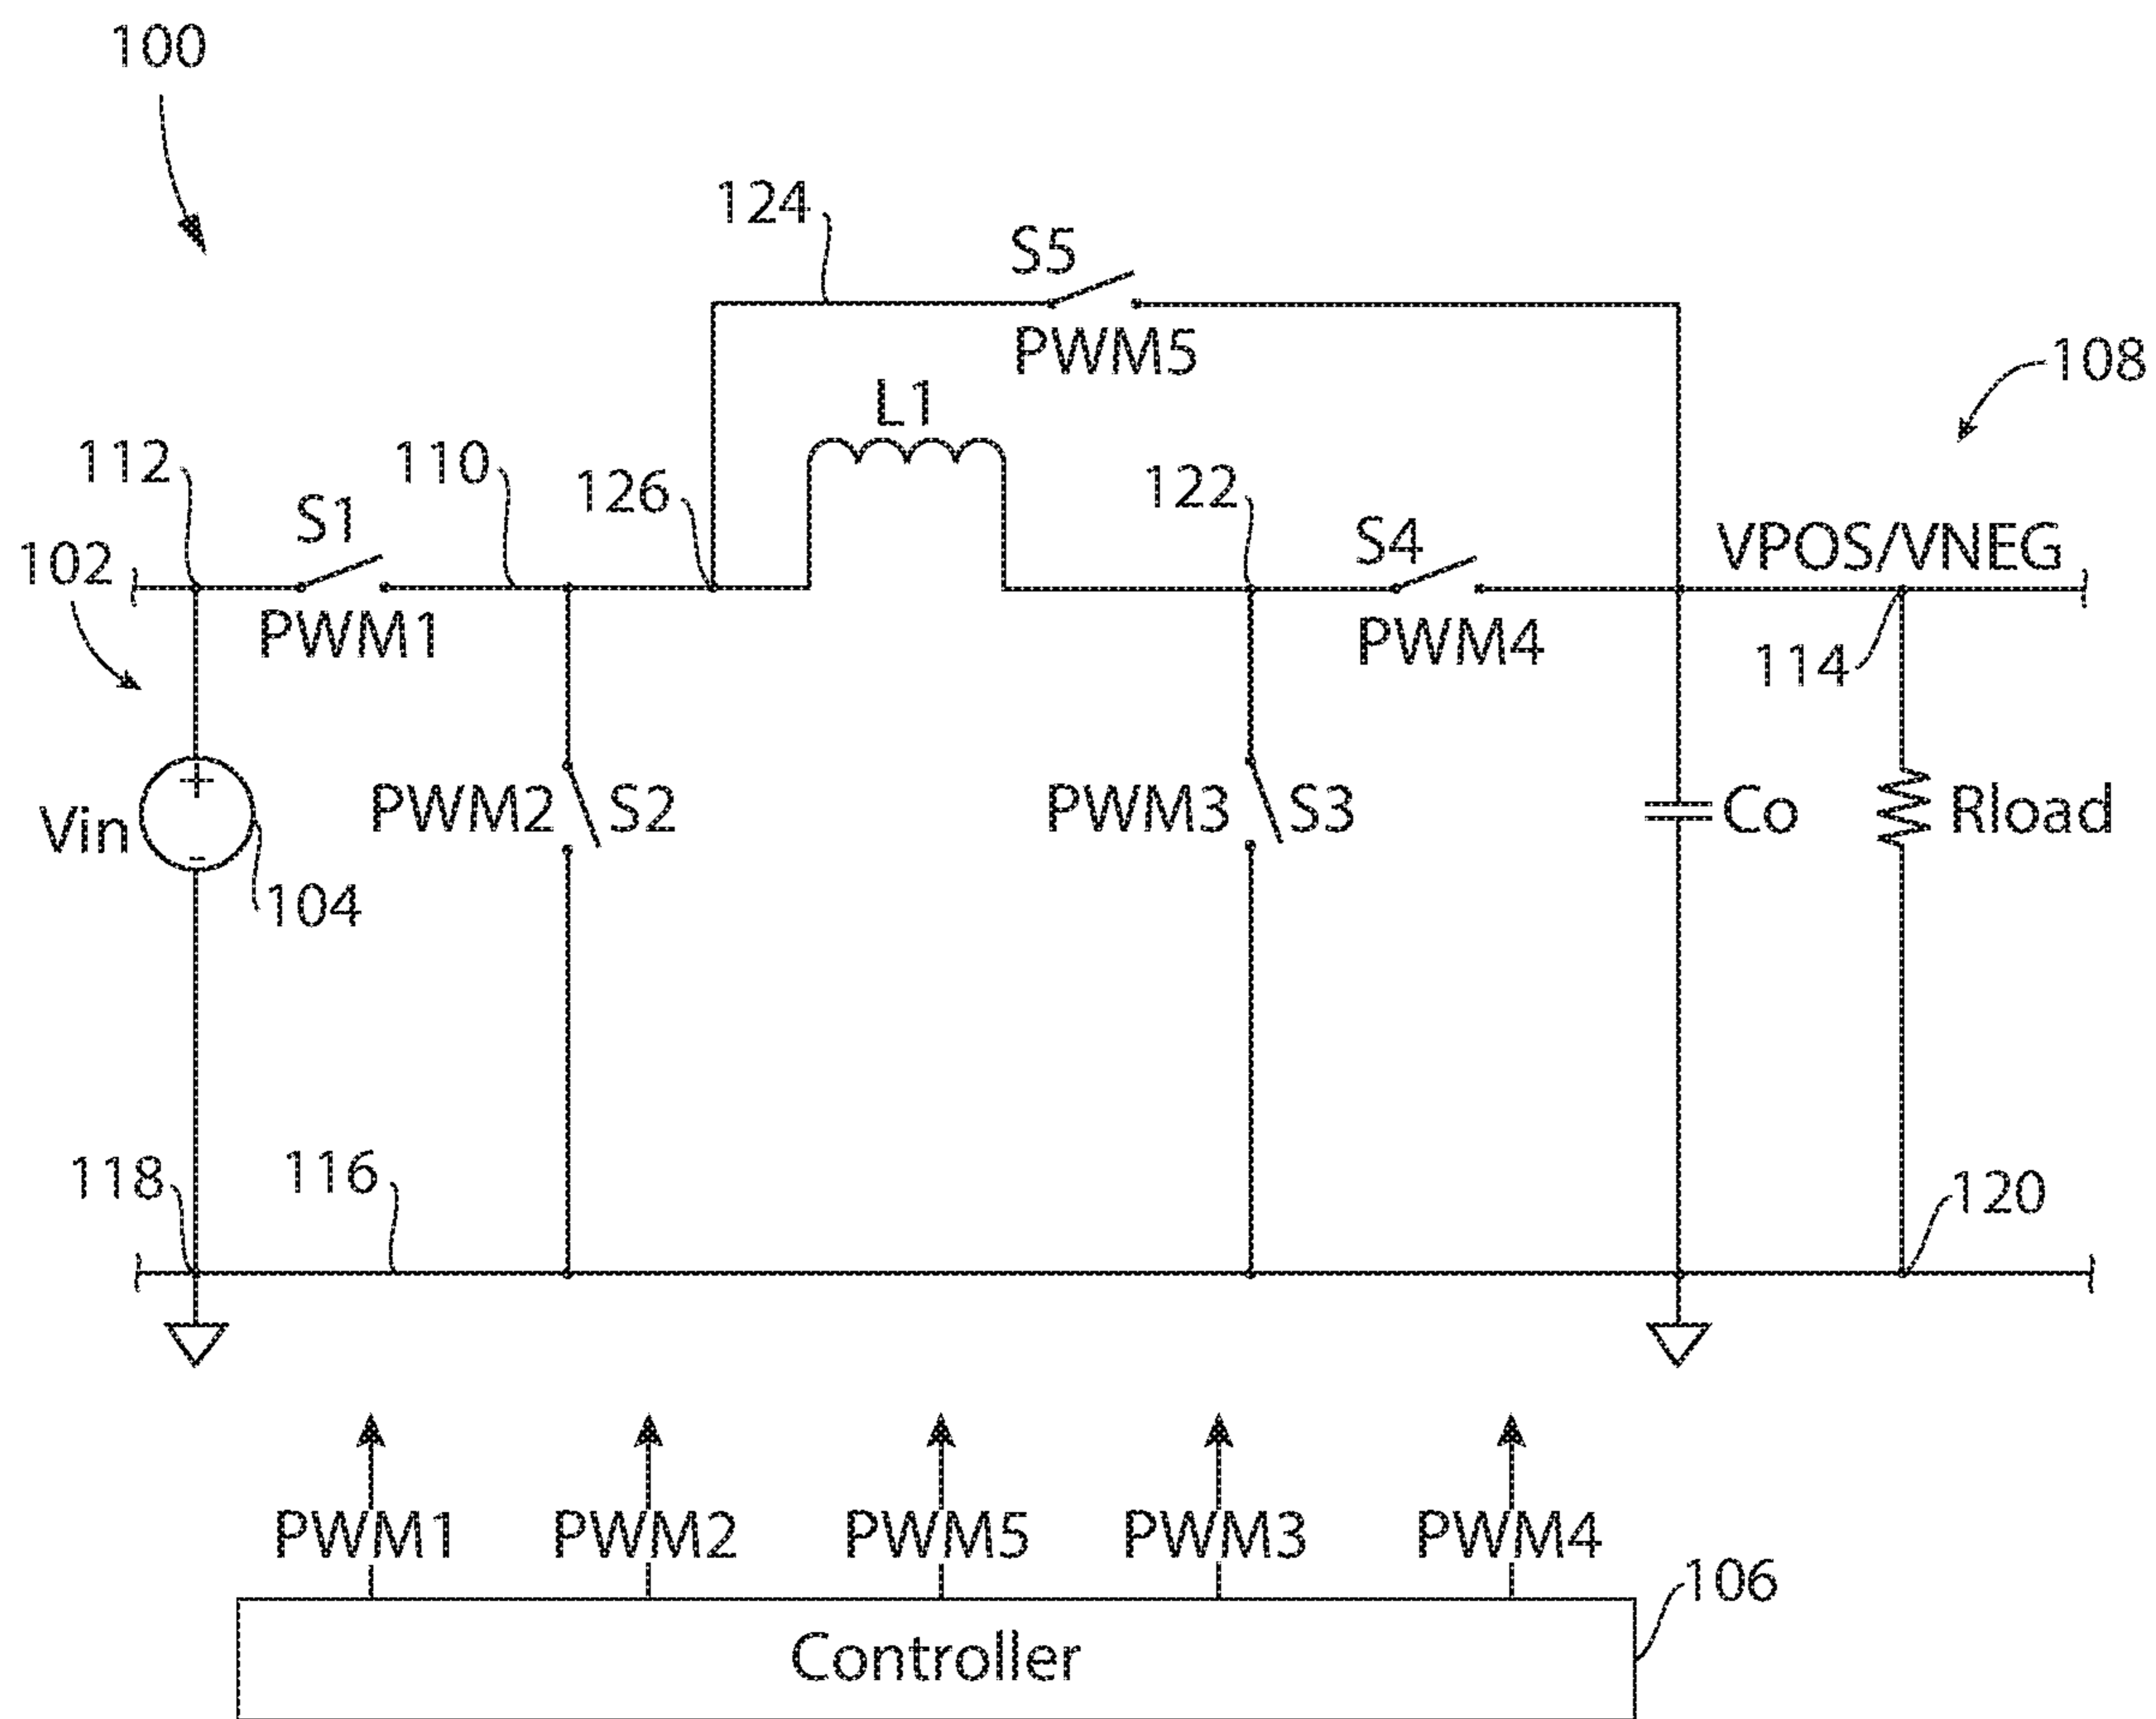 100
124
S5
PWM5
108
L1
112
110
126
122
S1
S4
VPOS/VNEG
102
PWM1
PWM4
114
Vin
+
-
104
PWM2
S2
PWM3
S3
Co
Rload
118
116
120
PWM1
PWM2
PWM5
PWM3
PWM4
106
Controller